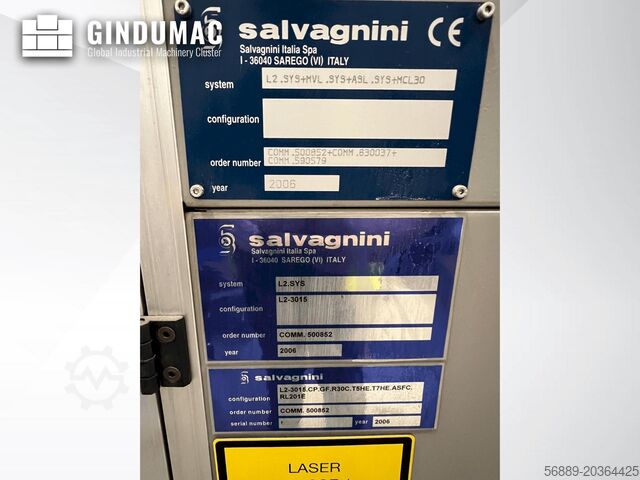 GINDUMAC
Global Industrial Machinery Cluster
salvagnini CE
Salvagnini Italia Spa
I - 36040 SAREGO (VI) ITALY
system L2.SYS+MVL.SYS+ASL.SYS+MCL30
configuration
order number COMM.500852+COMM.630037+
COMM.590579
year 2006
salvagnini
Salvagnini Italia Spa
I - 36040 SAREGO (VI) ITALY
system L2.SYS
configuration L2-3015
order number COMM. 500852
year 2006
salvagnini
configuration L2-3015.CP.GF.R30C.T5HE.T7HE.ASFC.
RL201E
order number COMM. 500852
serial number year 2006
LASER
56889-20364425